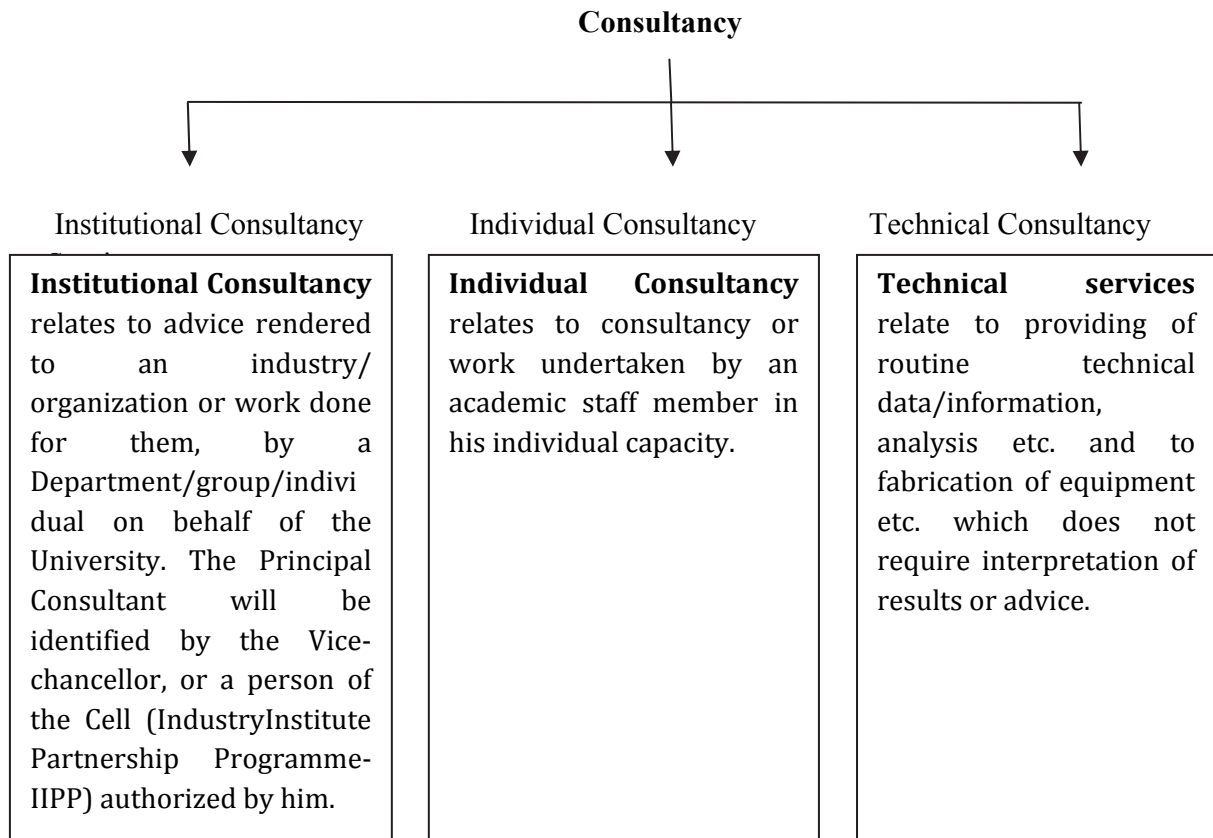 Consultancy
Institutional Consultancy
Individual Consultancy
Technical Consultancy
Institutional Consultancy
relates to advice rendered
to an industry/
organization or work done
for them, by a
Department/group/indivi
dual on behalf of the
University. The Principal
Consultant will be
identified by the Vice-
chancellor, or a person of
the Cell (IndustryInstitute
Partnership Programme-
IIPP) authorized by him.
Individual Consultancy
relates to consultancy or
work undertaken by an
academic staff member in
his individual capacity.
Technical services
relate to providing of
routine technical
data/information,
analysis etc. and to
fabrication of equipment
etc. which does not
require interpretation of
results or advice.